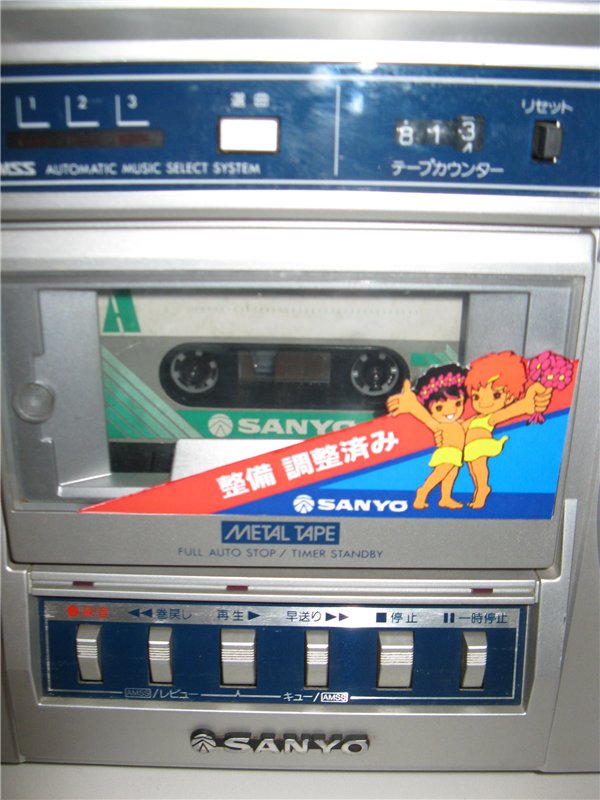 1 2 3
選曲
リセット
8 1 3
4
AMSS AUTOMATIC MUSIC SELECT SYSTEM
テープカウンター
A
SANYO
整備 調整済み
SANYO
METAL TAPE
FULL AUTO STOP / TIMER STANDBY
●録音 ◀◀巻戻し 再生▶ 早送り▶▶ ■停止 ▮▮一時停止
AMSS/レビュー キュー/AMSS
SANYO